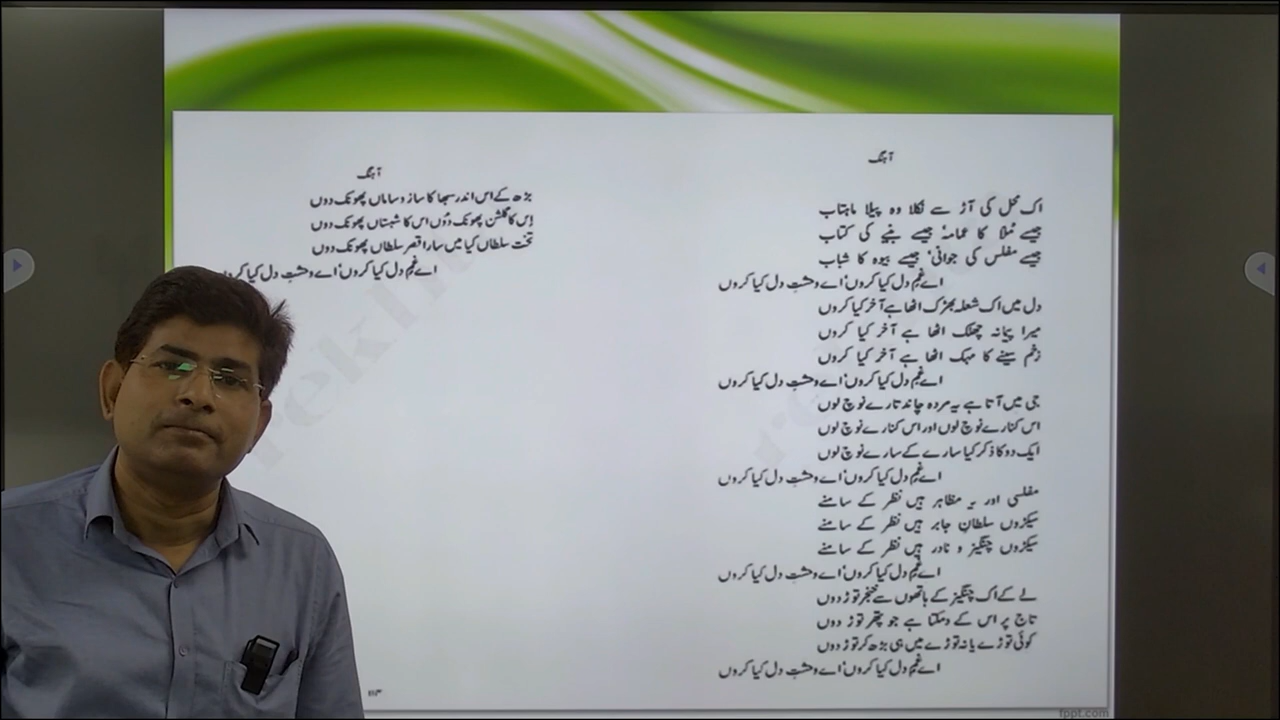 آہنگ
اک محل کی آڑ سے نکلا وہ پیلا ماہتاب
جیسے مُلا کا عمامہ جیسے بنیے کی کتاب
جیسے مفلس کی جوانی' جیسے بیوہ کا شباب
اے غمِ دل کیا کروں' اے وحشتِ دل کیا کروں
دل میں اک شعلہ بھڑک اٹھا ہے آخر کیا کروں
میرا پیمانہ چھلک اٹھا ہے آخر کیا کروں
زخم سینے کا مہک اٹھا ہے آخر کیا کروں
اے غمِ دل کیا کروں' اے وحشتِ دل کیا کروں
جی میں آتا ہے یہ مردہ چاند تارے نوچ لوں
اس کنارے نوچ لوں اور اس کنارے نوچ لوں
ایک دو کا ذکر کیا سارے کے سارے نوچ لوں
اے غمِ دل کیا کروں' اے وحشتِ دل کیا کروں
مفلسی اور یہ مظاہر ہیں نظر کے سامنے
سیکڑوں سلطانِ جابر ہیں نظر کے سامنے
سیکڑوں چنگیز و نادر ہیں نظر کے سامنے
اے غمِ دل کیا کروں' اے وحشتِ دل کیا کروں
لے کے اک چنگیز کے ہاتھوں سے خنجر توڑ دوں
تاج پر اس کے دمکتا ہے جو پتھر توڑ دوں
کوئی توڑے یا نہ توڑے میں ہی بڑھ کر توڑ دوں
اے غمِ دل کیا کروں' اے وحشتِ دل کیا کروں
آہنگ
بڑھ کے اس اندر سبھا کا ساز و ساماں پھونک دوں
اِس کا گلشن پھونک دُوں اس کا شبستاں پھونک دوں
تخت سلطاں کیا میں سارا قصر سلطاں پھونک دوں
اے غمِ دل کیا کروں' اے وحشتِ دل کیا کروں
۱۱۳
fppt.com